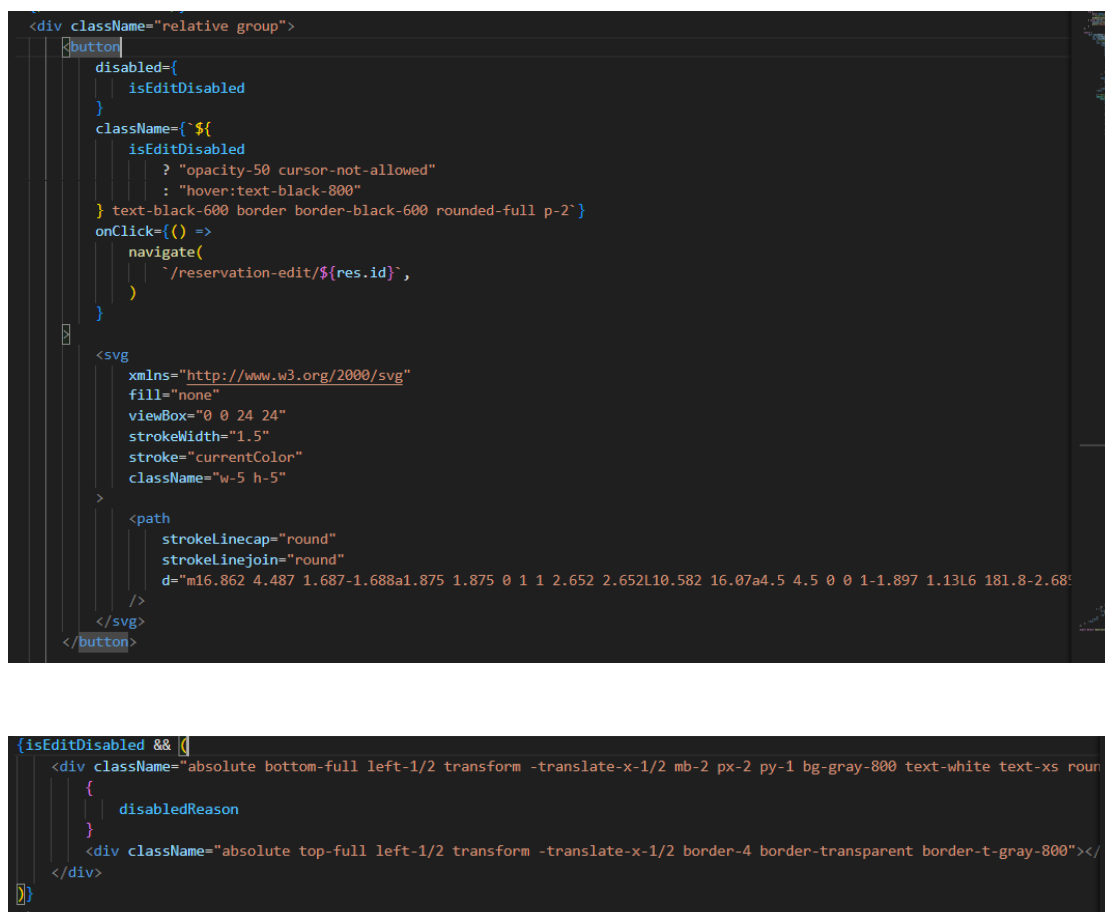 <div className="relative group">
<button
disabled={
isEditDisabled
}
className={`${
isEditDisabled
? "opacity-50 cursor-not-allowed"
: "hover:text-black-800"
} text-black-600 border border-black-600 rounded-full p-2`}
onClick={() =>
navigate(
`/reservation-edit/${res.id}`,
)
}
>
<svg
xmlns="http://www.w3.org/2000/svg"
fill="none"
viewBox="0 0 24 24"
strokeWidth="1.5"
stroke="currentColor"
className="w-5 h-5"
>
<path
strokeLinecap="round"
strokeLinejoin="round"
d="m16.862 4.487 1.687-1.688a1.875 1.875 0 1 1 2.652 2.652L10.582 16.07a4.5 4.5 0 0 1-1.897 1.13L6 18l.8-2.685
/>
</svg>
</button>
{isEditDisabled && (
<div className="absolute bottom-full left-1/2 transform -translate-x-1/2 mb-2 px-2 py-1 bg-gray-800 text-white text-xs roun
{
disabledReason
}
<div className="absolute top-full left-1/2 transform -translate-x-1/2 border-4 border-transparent border-t-gray-800"></
</div>
)}